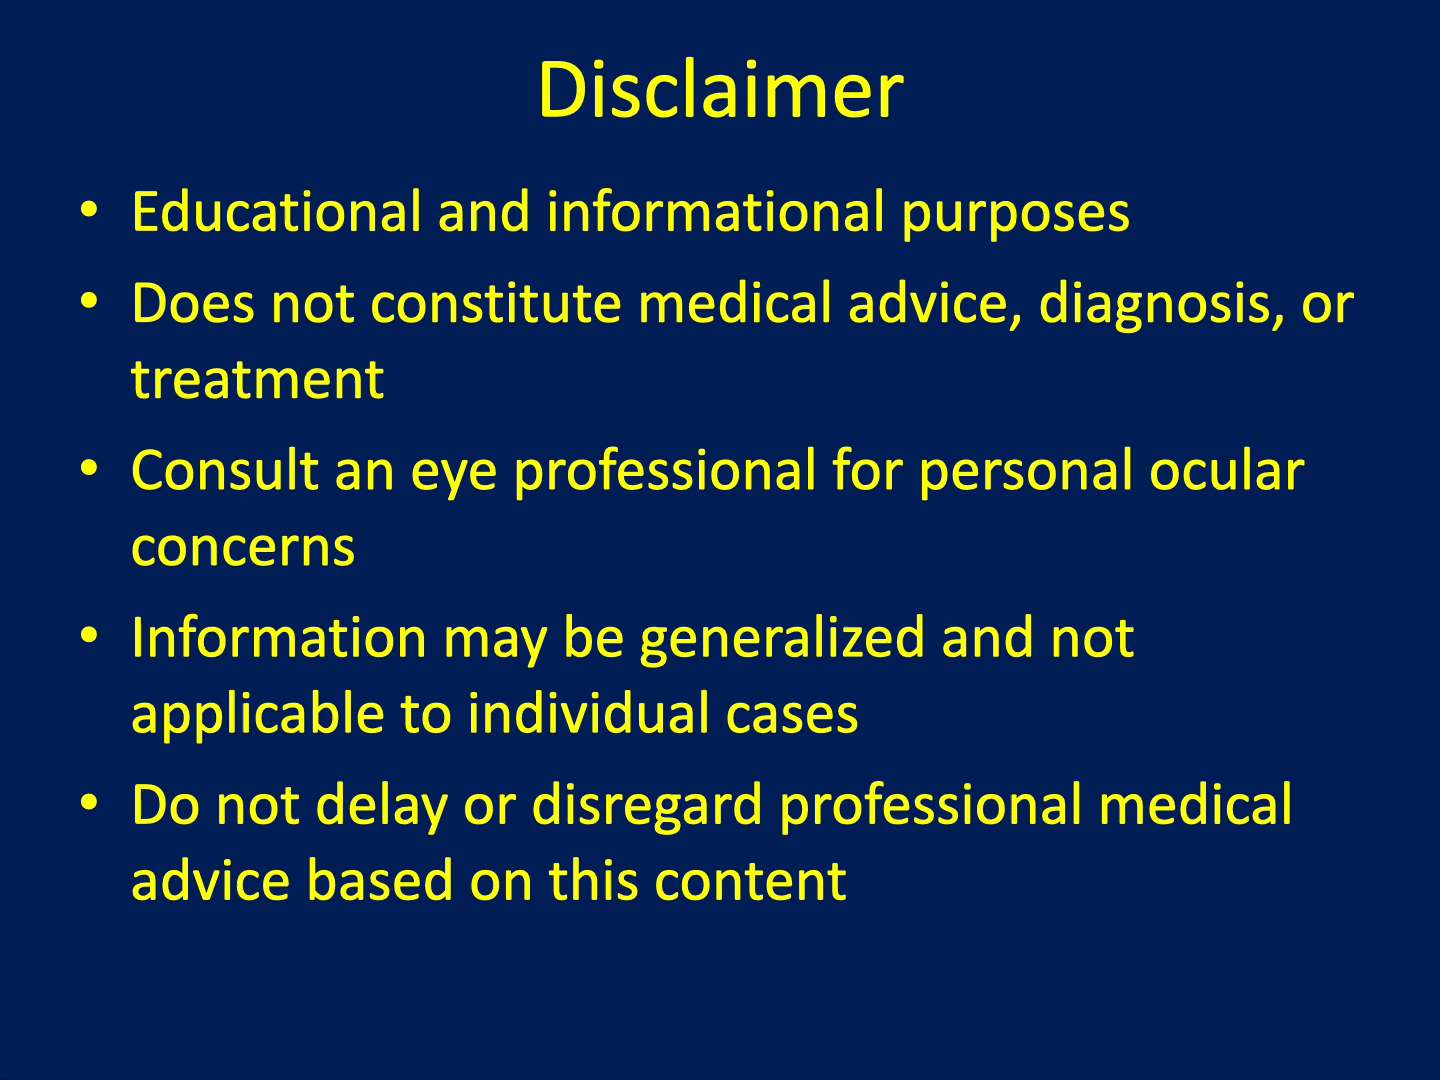 Disclaimer
• Educational and informational purposes
• Does not constitute medical advice, diagnosis, or
treatment
• Consult an eye professional for personal ocular
concerns
• Information may be generalized and not
applicable to individual cases
• Do not delay or disregard professional medical
advice based on this content